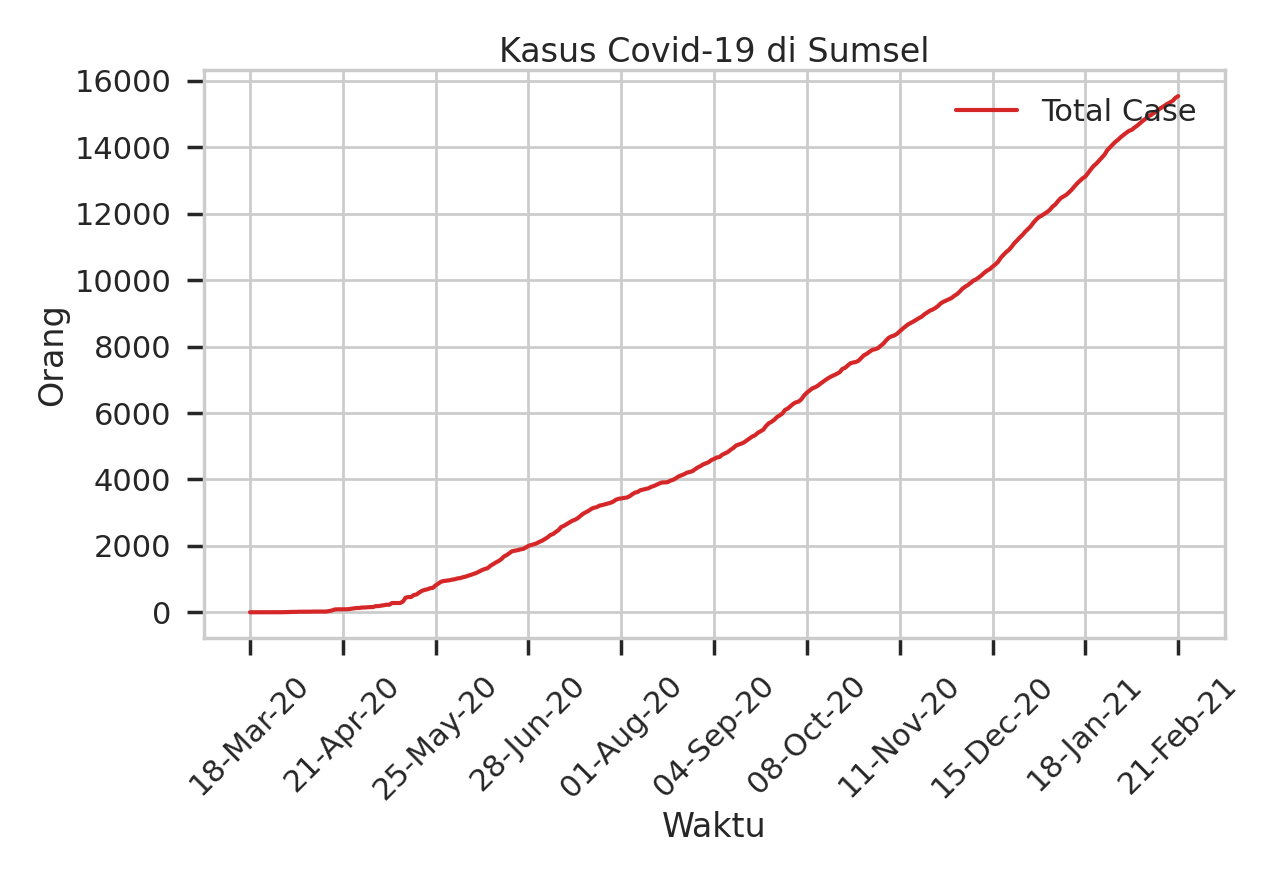 Kasus Covid-19 di Sumsel
Total Case
Orang
16000
14000
12000
10000
8000
6000
4000
2000
0
18-Mar-20
21-Apr-20
25-May-20
28-Jun-20
01-Aug-20
04-Sep-20
08-Oct-20
11-Nov-20
15-Dec-20
18-Jan-21
21-Feb-21
Waktu